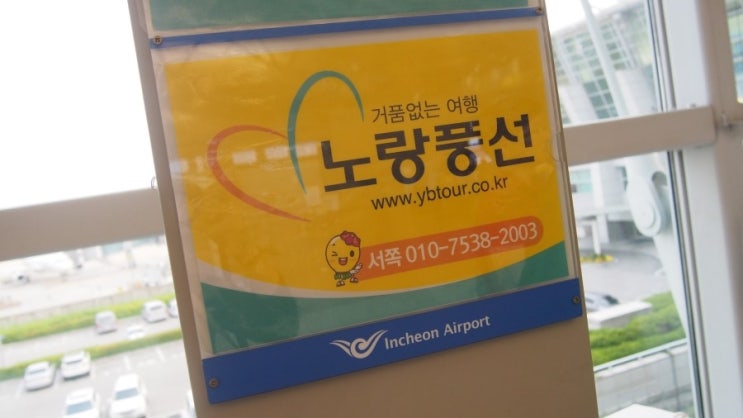 거품없는 여행
노랑풍선
www.ybtour.co.kr
서쪽 010-7538-2003
Incheon Airport